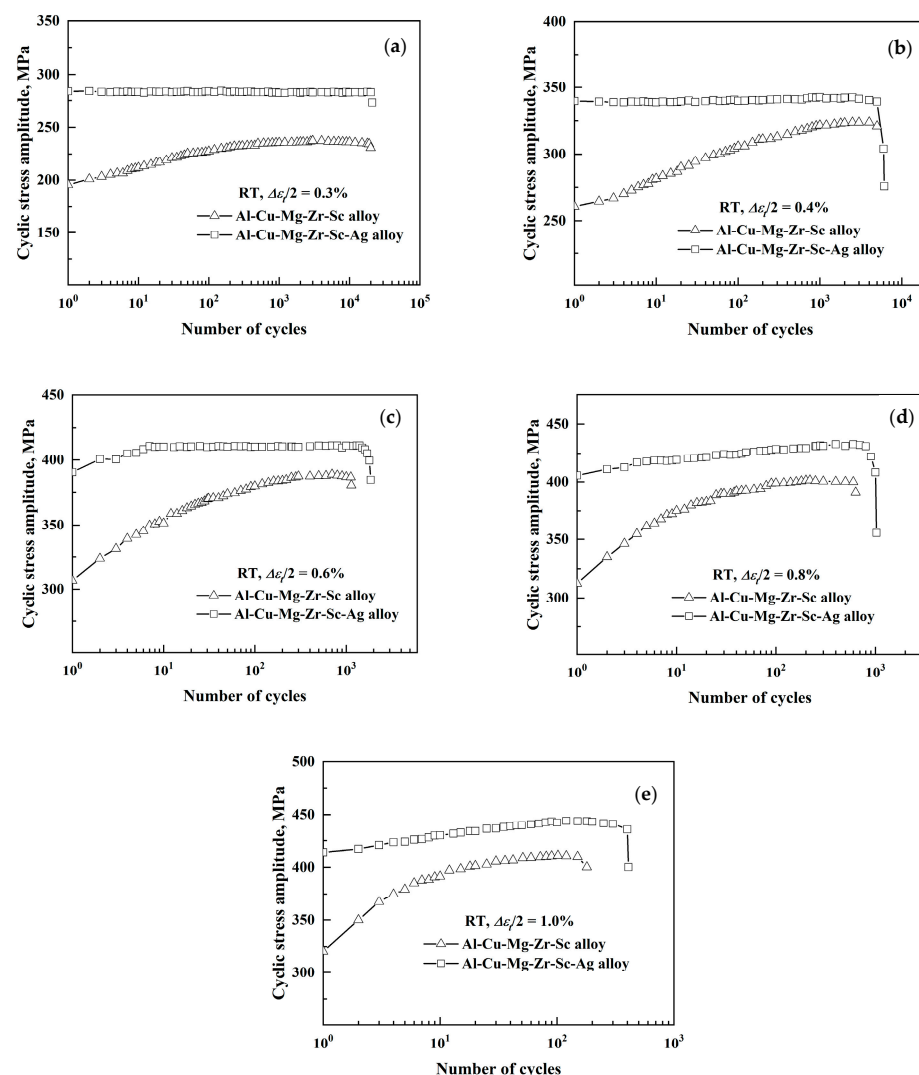 350
300
250
200
150
Cyclic stress amplitude, MPa
(a)
RT, Δεt/2 = 0.3%
Al-Cu-Mg-Zr-Sc alloy
Al-Cu-Mg-Zr-Sc-Ag alloy
10^0 10^1 10^2 10^3 10^4 10^5
Number of cycles
400
350
300
250
Cyclic stress amplitude, MPa
(b)
RT, Δεt/2 = 0.4%
Al-Cu-Mg-Zr-Sc alloy
Al-Cu-Mg-Zr-Sc-Ag alloy
10^0 10^1 10^2 10^3 10^4
Number of cycles
450
400
350
300
Cyclic stress amplitude, MPa
(c)
RT, Δεt/2 = 0.6%
Al-Cu-Mg-Zr-Sc alloy
Al-Cu-Mg-Zr-Sc-Ag alloy
10^0 10^1 10^2 10^3
Number of cycles
450
400
350
300
Cyclic stress amplitude, MPa
(d)
RT, Δεt/2 = 0.8%
Al-Cu-Mg-Zr-Sc alloy
Al-Cu-Mg-Zr-Sc-Ag alloy
10^0 10^1 10^2 10^3
Number of cycles
500
450
400
350
300
Cyclic stress amplitude, MPa
(e)
RT, Δεt/2 = 1.0%
Al-Cu-Mg-Zr-Sc alloy
Al-Cu-Mg-Zr-Sc-Ag alloy
10^0 10^1 10^2 10^3
Number of cycles